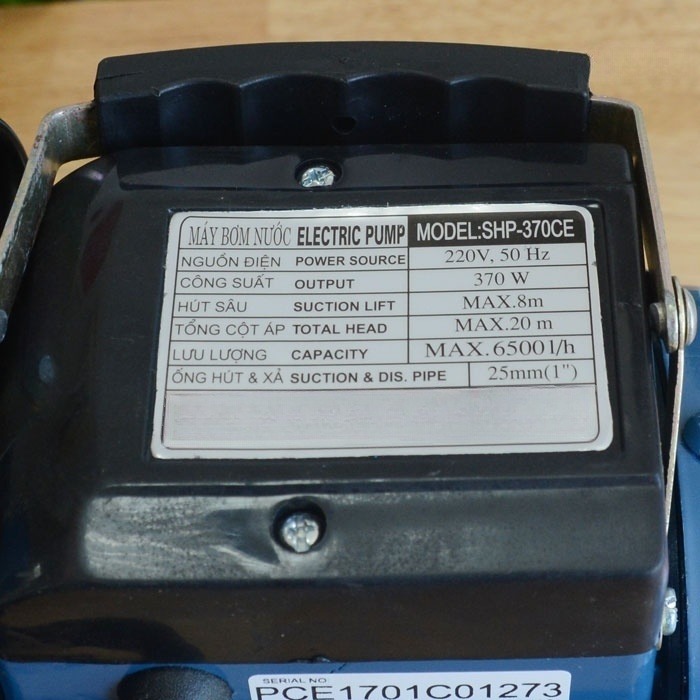 MÁY BƠM NƯỚC ELECTRIC PUMP MODEL:SHP-370CE
NGUỒN ĐIỆN POWER SOURCE 220V, 50 Hz
CÔNG SUẤT OUTPUT 370 W
HÚT SÂU SUCTION LIFT MAX.8m
TỔNG CỘT ÁP TOTAL HEAD MAX.20 m
LƯU LƯỢNG CAPACITY MAX.6500l/h
ỐNG HÚT & XẢ SUCTION & DIS. PIPE 25mm(1")
SERIAL NO:
PCE1701C01273